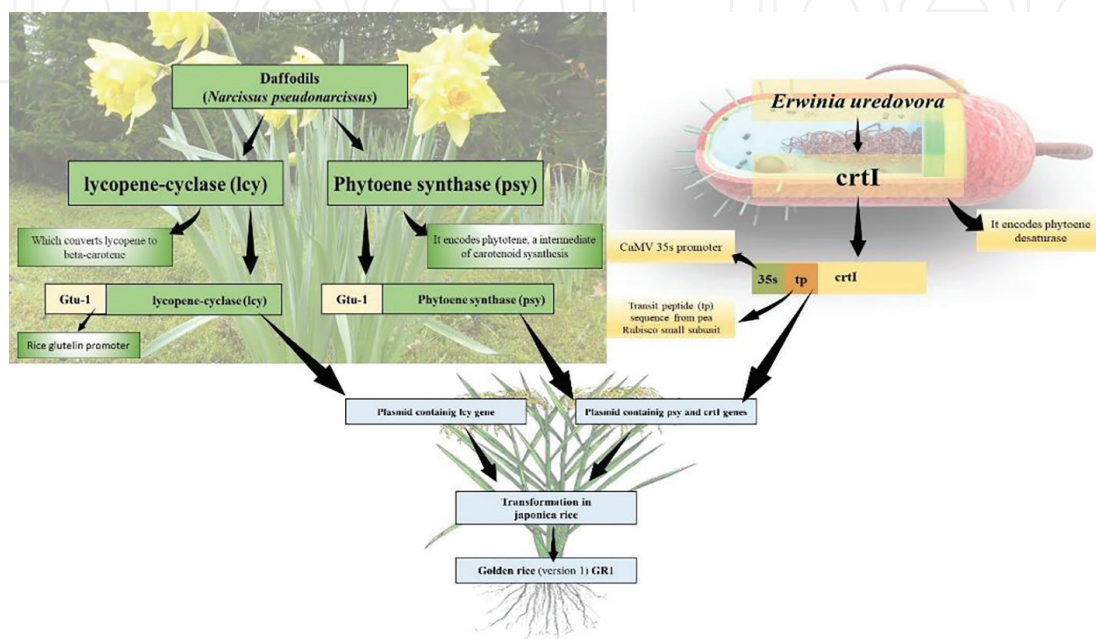 Daffodils
(Narcissus pseudonarcissus)
lycopene-cyclase (lcy)
Phytoene synthase (psy)
Which converts lycopene to
beta-carotene
It encodes phytotene, a intermediate
of carotenoid sysnthesis
Gtu-1
lycopene-cyclase (lcy)
Gtu-1
Phytoene synthase (psy)
Rice glutelin promoter
Erwinia uredovora
crtI
It encodes phytoene
desaturase
CaMV 35s promoter
35s
tp
crtI
Transit peptide (tp)
sequence from pea
Rubisco small subunit
Plasmid containig lcy gene
Plasmid containig psy and crtI genes
Transformation in
japonica rice
Golden rice (version 1) GR1